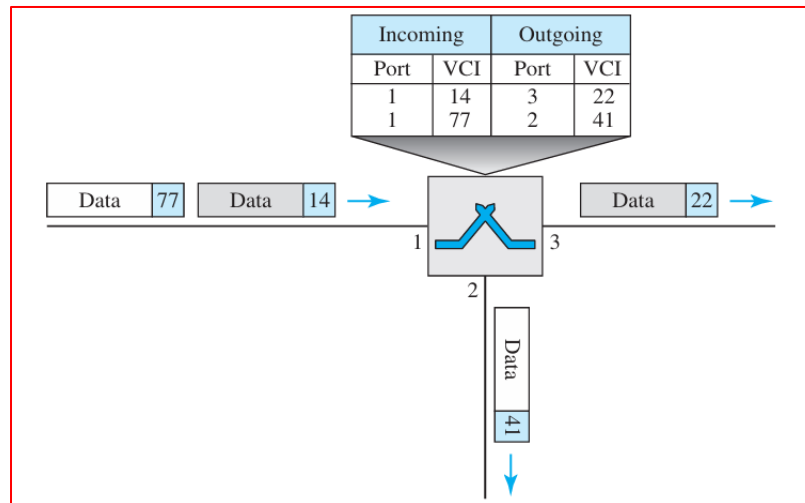 Incoming Outgoing
Port VCI Port VCI
1 14 3 22
1 77 2 41
Data 77 Data 14 Data 22
1 3
2
Data 41